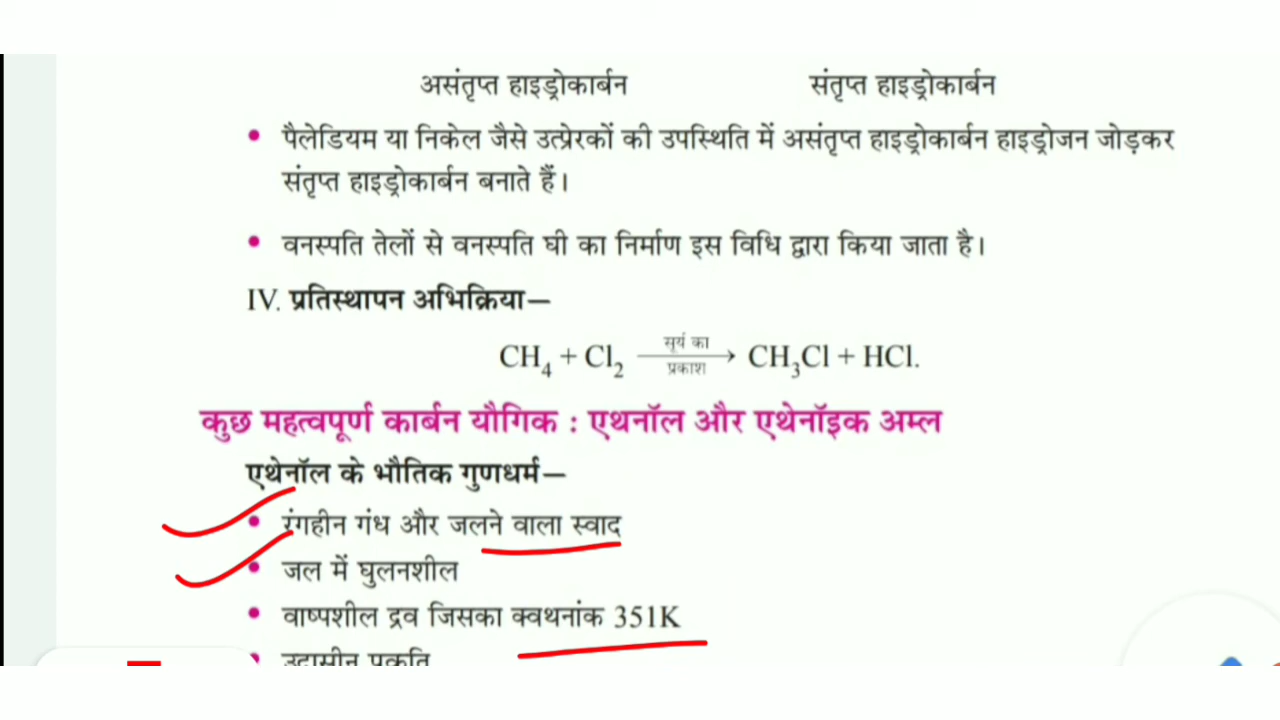 असंतृप्त हाइड्रोकार्बन संतृप्त हाइड्रोकार्बन
• पैलेडियम या निकेल जैसे उत्प्रेरकों की उपस्थिति में असंतृप्त हाइड्रोकार्बन हाइड्रोजन जोड़कर
संतृप्त हाइड्रोकार्बन बनाते हैं।
• वनस्पति तेलों से वनस्पति घी का निर्माण इस विधि द्वारा किया जाता है।
IV. प्रतिस्थापन अभिक्रिया—
सूर्य का
CH₄ + Cl₂ ⟶ CH₃Cl + HCl.
प्रकाश
कुछ महत्वपूर्ण कार्बन यौगिक : एथनॉल और एथेनॉइक अम्ल
एथेनॉल के भौतिक गुणधर्म—
• रंगहीन गंध और जलने वाला स्वाद
• जल में घुलनशील
• वाष्पशील द्रव जिसका क्वथनांक 351K
• उदासीन प्रकृति